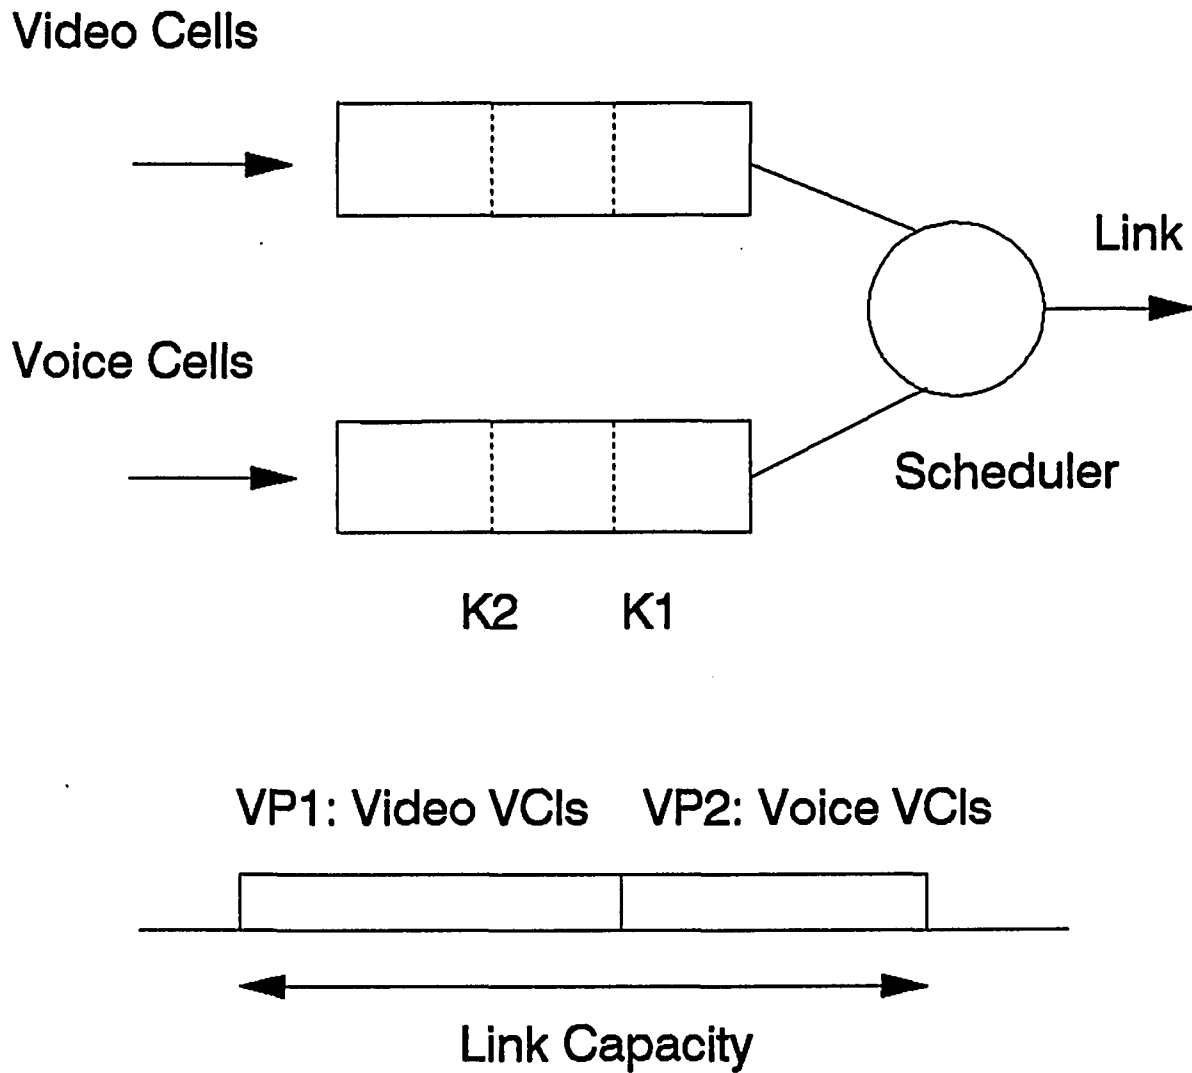 Video Cells
Link
Voice Cells
Scheduler
K2 K1
VP1: Video VCIs VP2: Voice VCIs
Link Capacity